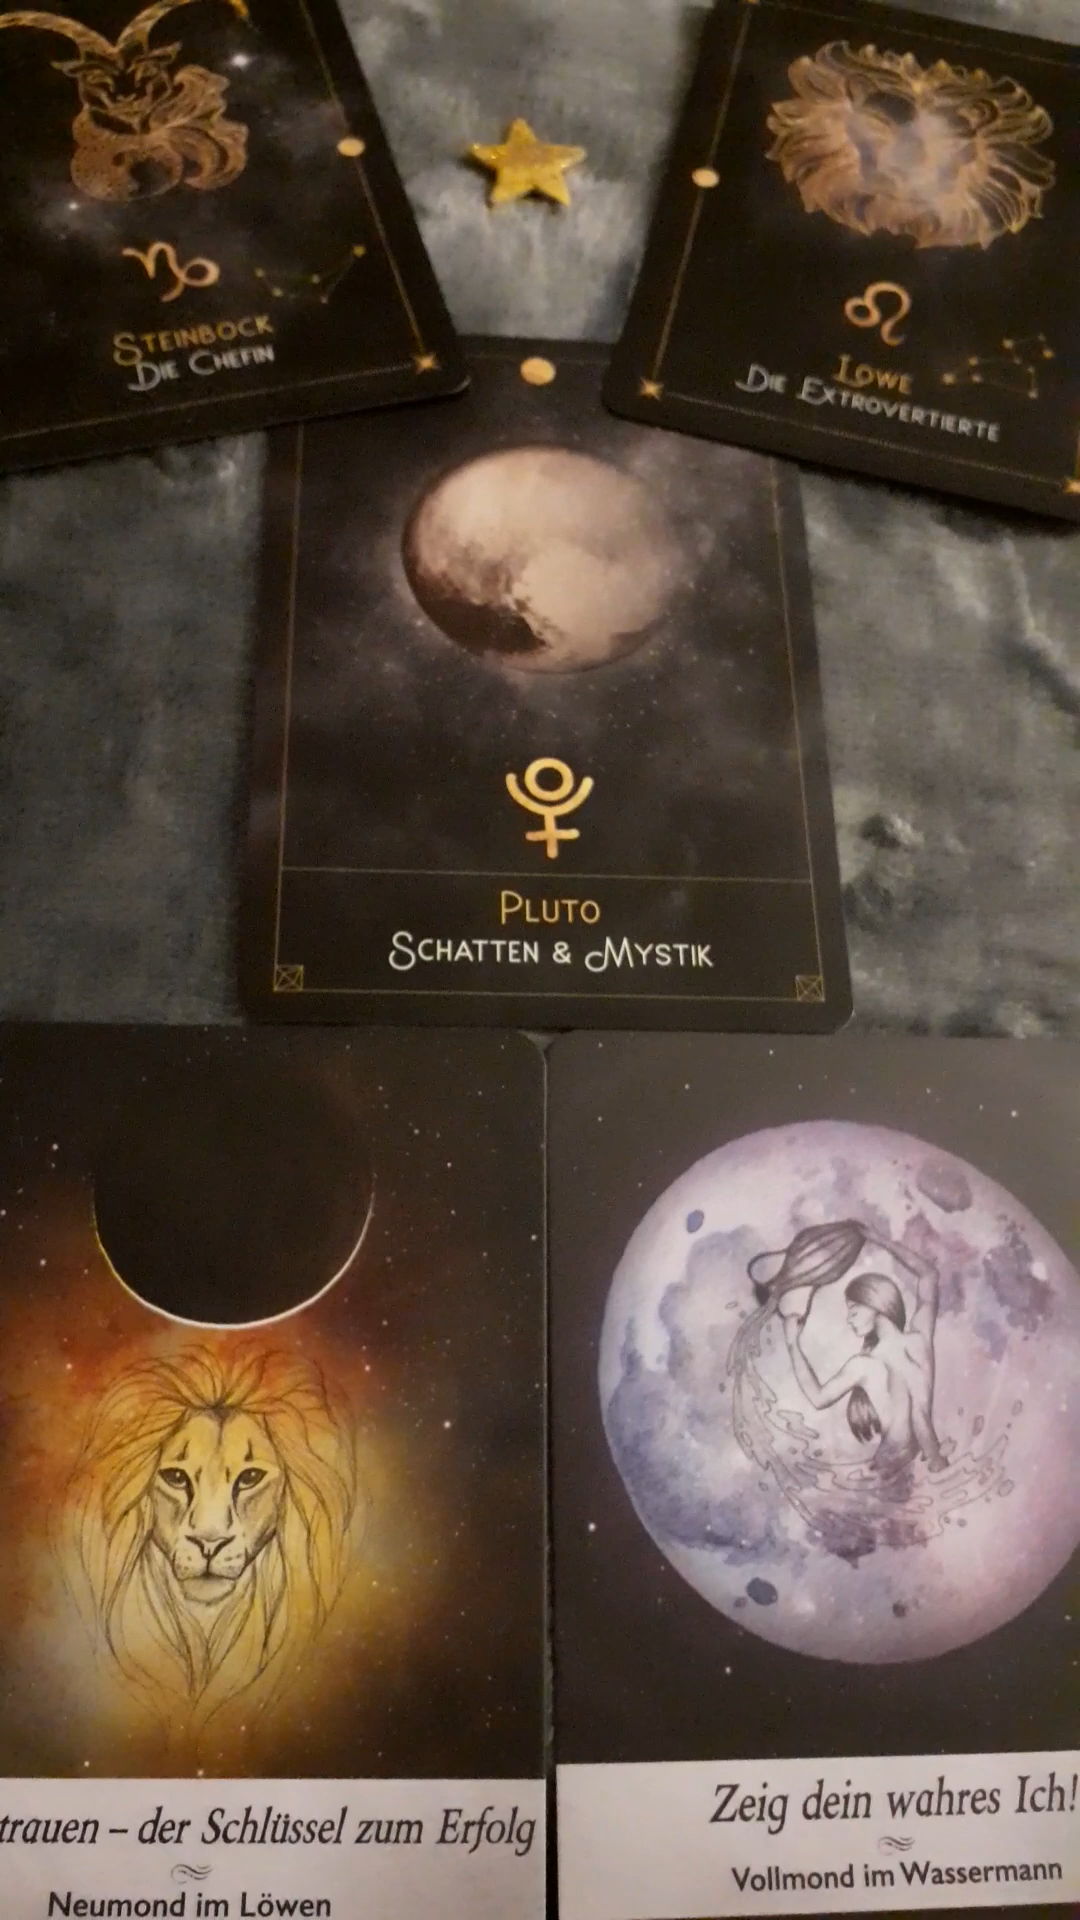 STEINBOCK
DIE CHEFIN
LÖWE
DIE EXTROVERTIERTE
PLUTO
SCHATTEN & MYSTIK
trauen – der Schlüssel zum Erfolg
Neumond im Löwen
Zeig dein wahres Ich!
Vollmond im Wassermann